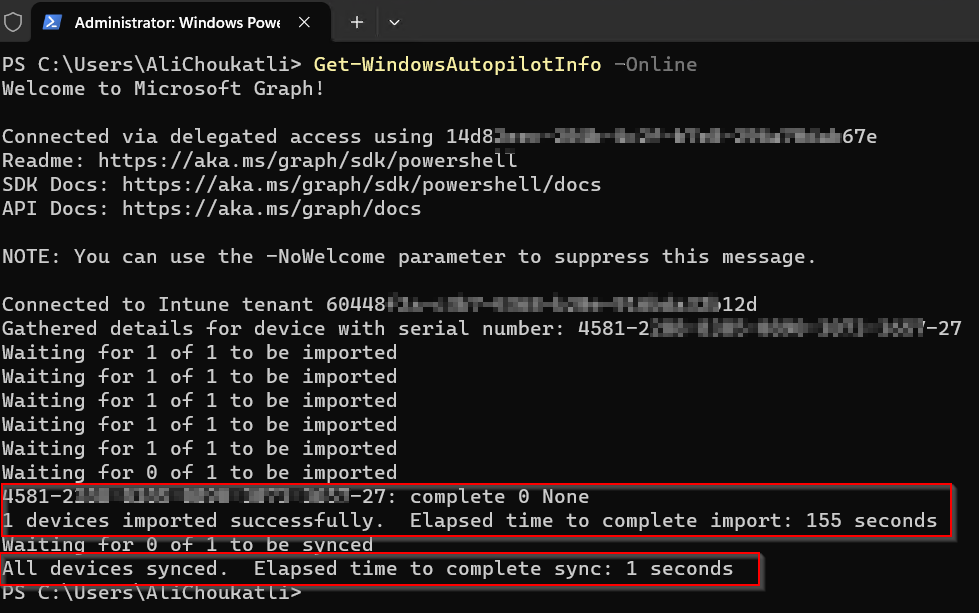 Administrator: Windows Powe
PS C:\Users\AliChoukatli> Get-WindowsAutopilotInfo -Online
Welcome to Microsoft Graph!
Connected via delegated access using 14d82 67e
Readme: https://aka.ms/graph/sdk/powershell
SDK Docs: https://aka.ms/graph/sdk/powershell/docs
API Docs: https://aka.ms/graph/docs
NOTE: You can use the -NoWelcome parameter to suppress this message.
Connected to Intune tenant 60448 12d
Gathered details for device with serial number: 4581-2 -27
Waiting for 1 of 1 to be imported
Waiting for 1 of 1 to be imported
Waiting for 1 of 1 to be imported
Waiting for 1 of 1 to be imported
Waiting for 1 of 1 to be imported
Waiting for 0 of 1 to be imported
4581-2 -27: complete 0 None
1 devices imported successfully.  Elapsed time to complete import: 155 seconds
Waiting for 0 of 1 to be synced
All devices synced.  Elapsed time to complete sync: 1 seconds
PS C:\Users\AliChoukatli>